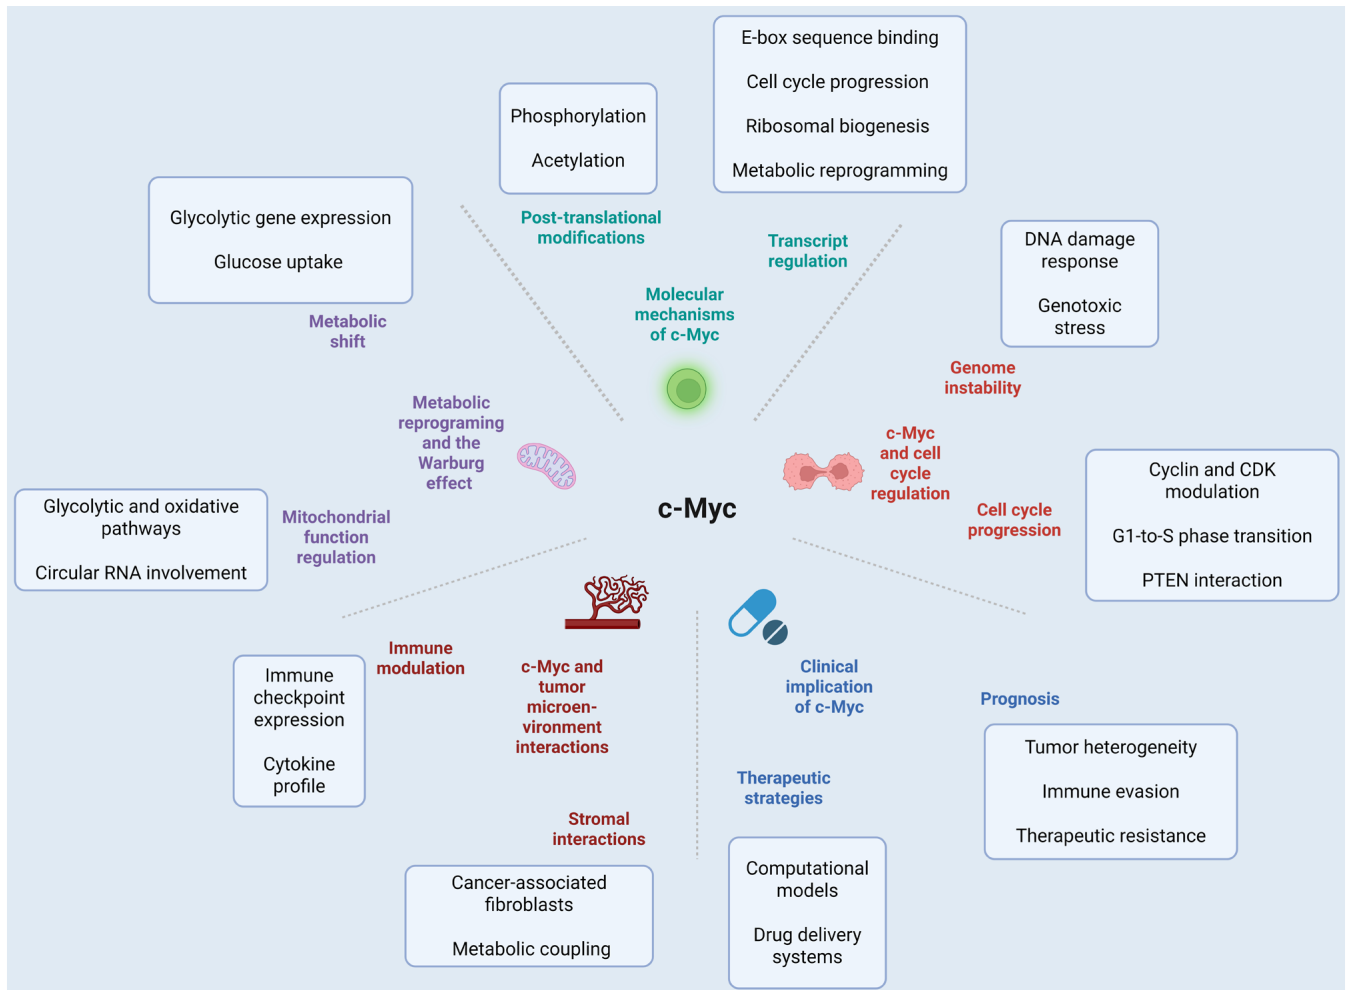 E-box sequence binding
Cell cycle progression
Ribosomal biogenesis
Metabolic reprogramming
Phosphorylation
Acetylation
Post-translational
modifications
Transcript
regulation
Molecular
mechanisms
of c-Myc
Glycolytic gene expression
Glucose uptake
Metabolic
shift
Metabolic
reprograming
and the
Warburg
effect
Glycolytic and oxidative
pathways
Circular RNA involvement
Mitochondrial
function
regulation
DNA damage
response
Genotoxic
stress
Genome
instability
c-Myc
and cell
cycle
regulation
Cell cycle
progression
Cyclin and CDK
modulation
G1-to-S phase transition
PTEN interaction
c-Myc
Immune
modulation
Immune
checkpoint
expression
Cytokine
profile
c-Myc and
tumor
microen-
vironment
interactions
Stromal
interactions
Cancer-associated
fibroblasts
Metabolic coupling
Clinical
implication
of c-Myc
Therapeutic
strategies
Computational
models
Drug delivery
systems
Prognosis
Tumor heterogeneity
Immune evasion
Therapeutic resistance